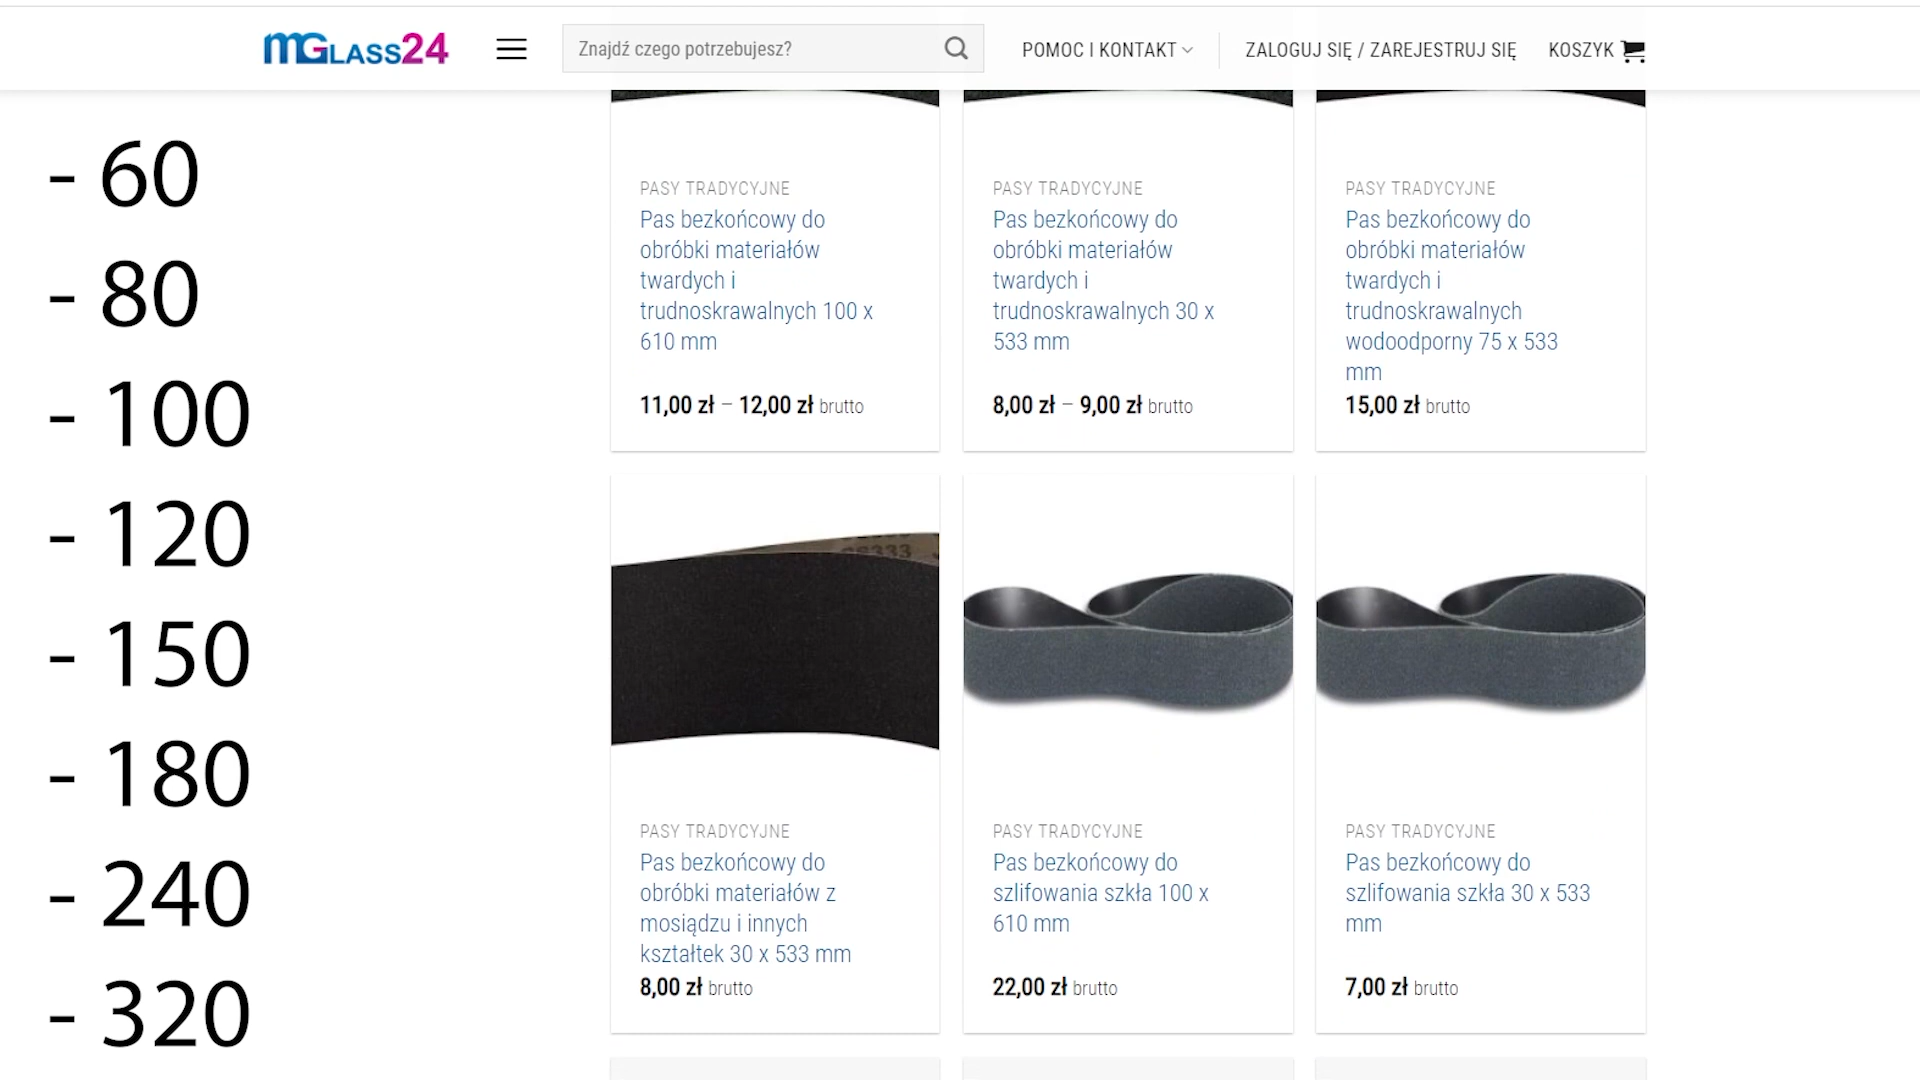 mGLASS24
Znajdź czego potrzebujesz?
POMOC I KONTAKT
ZALOGUJ SIĘ / ZAREJESTRUJ SIĘ
KOSZYK
- 60
- 80
- 100
- 120
- 150
- 180
- 240
- 320
PASY TRADYCYJNE
Pas bezkońcowy do
obróbki materiałów
twardych i
trudnoskrawalnych 100 x
610 mm
11,00 zł – 12,00 zł brutto
PASY TRADYCYJNE
Pas bezkońcowy do
obróbki materiałów
twardych i
trudnoskrawalnych 30 x
533 mm
8,00 zł – 9,00 zł brutto
PASY TRADYCYJNE
Pas bezkońcowy do
obróbki materiałów
twardych i
trudnoskrawalnych
wodoodporny 75 x 533
mm
15,00 zł brutto
PASY TRADYCYJNE
Pas bezkońcowy do
obróbki materiałów z
mosiądzu i innych
kształtek 30 x 533 mm
8,00 zł brutto
PASY TRADYCYJNE
Pas bezkońcowy do
szlifowania szkła 100 x
610 mm
22,00 zł brutto
PASY TRADYCYJNE
Pas bezkońcowy do
szlifowania szkła 30 x 533
mm
7,00 zł brutto